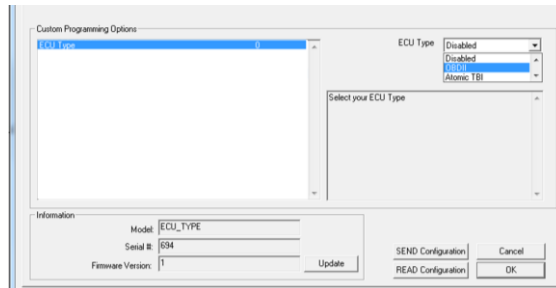 Custom Programming Options
ECU Type 0
ECU Type Disabled
Disabled
OBDII
Atomic TBI
Select your ECU Type
Information
Model: ECU_TYPE
Serial #: 694
Firmware Version: 1
Update
SEND Configuration Cancel
READ Configuration OK